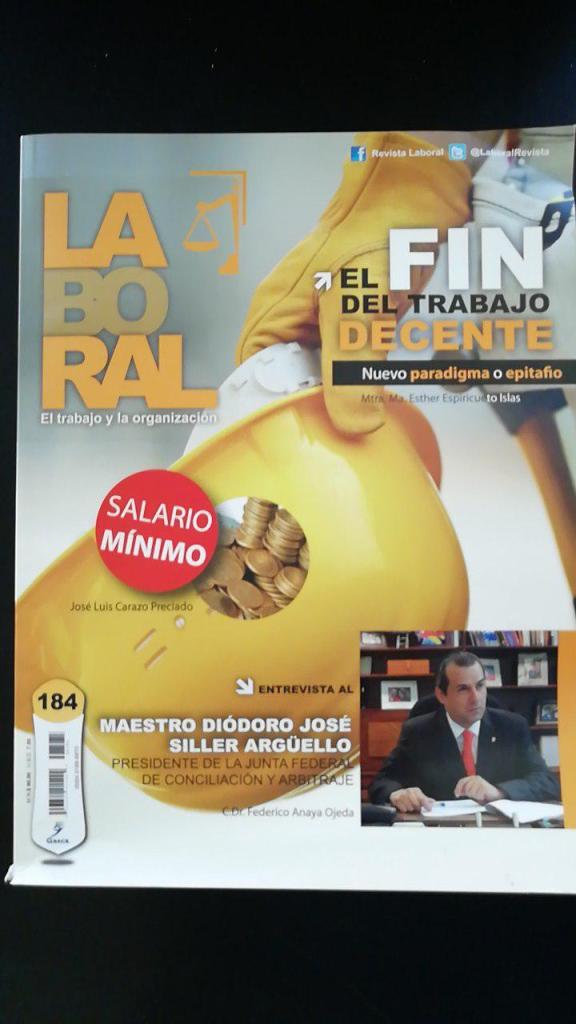 Revista Laboral @LaboralRevista
LA
BO
RAL
El trabajo y la organización
EL FIN
DEL TRABAJO
DECENTE
Nuevo paradigma o epitafio
Mtra. Ma. Esther Espiricueto Islas
SALARIO
MÍNIMO
José Luis Carazo Preciado
184
ENTREVISTA AL
MAESTRO DIÓDORO JOSÉ
SILLER ARGÜELLO
PRESIDENTE DE LA JUNTA FEDERAL
DE CONCILIACIÓN Y ARBITRAJE
C.Dr. Federico Anaya Ojeda